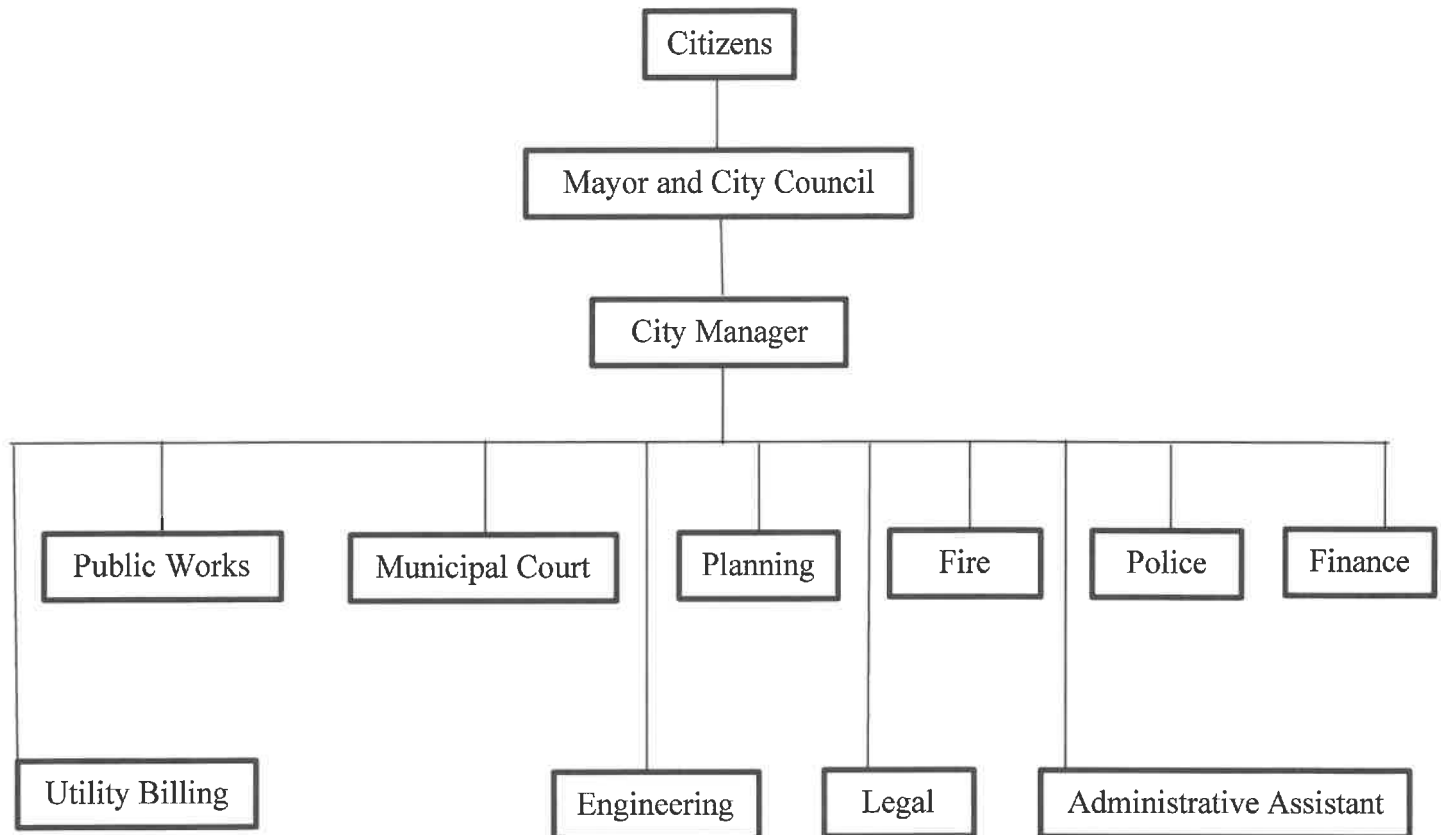 Citizens
Mayor and City Council
City Manager
Public Works
Municipal Court
Planning
Fire
Police
Finance
Utility Billing
Engineering
Legal
Administrative Assistant